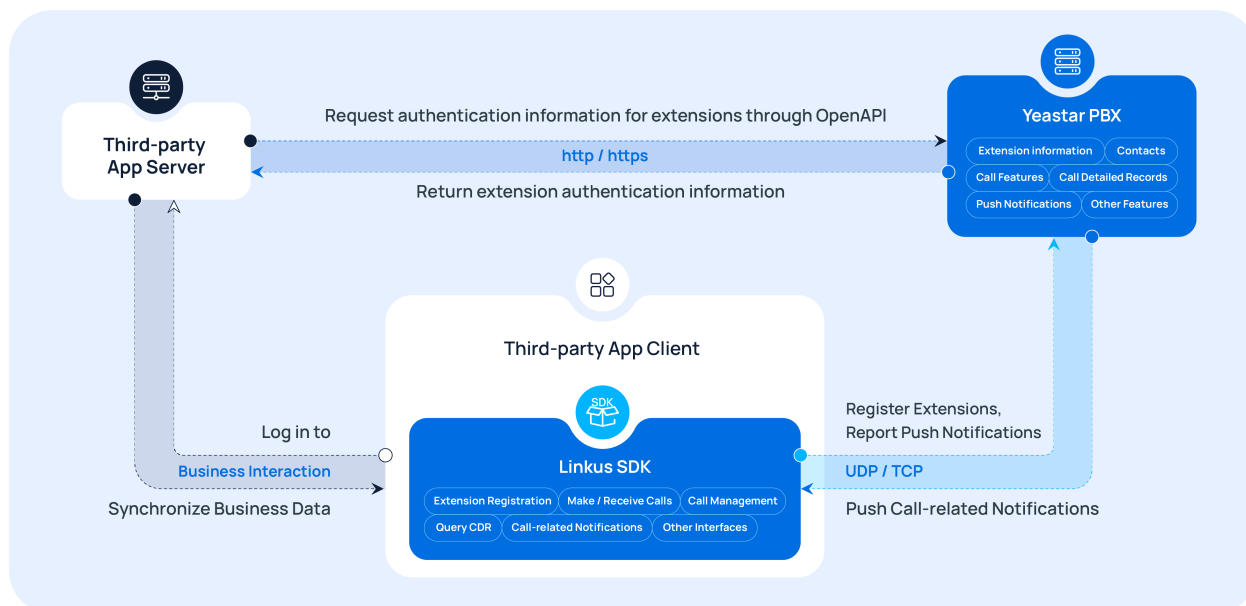 Third-party
App Server
Request authentication information for extensions through OpenAPI
http / https
Return extension authentication information
Yeastar PBX
Extension information
Contacts
Call Features
Call Detailed Records
Push Notifications
Other Features
Third-party App Client
SDK
Linkus SDK
Extension Registration
Make / Receive Calls
Call Management
Query CDR
Call-related Notifications
Other Interfaces
Log in to
Business Interaction
Synchronize Business Data
Register Extensions,
Report Push Notifications
UDP / TCP
Push Call-related Notifications